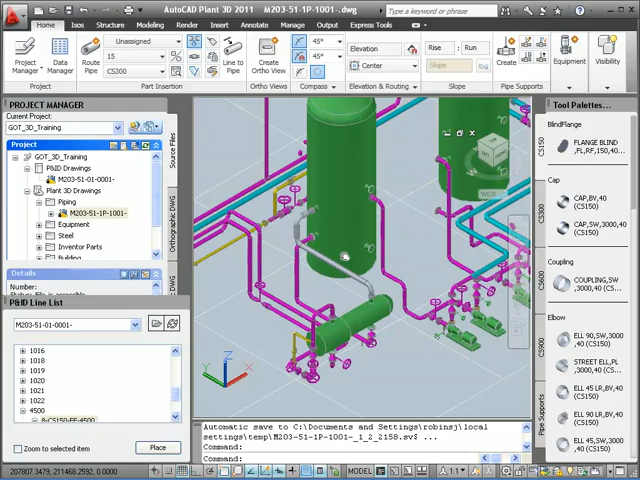 AutoCAD Plant 3D 2011 M203-51-1P-1001-.dwg
Type a keyword or phrase
Home Isos Structure Modeling Render Insert Annotate Manage Output Express Tools
Project Manager
Data Manager
Project
Route Pipe
Unassigned
15
CS300
Line to Pipe
Part Insertion
Create Ortho View
Ortho Views
45°
45°
Compass
Elevation
Center
Elevation & Routing
Rise :
Run :
Slope
Slope
Create
Pipe Supports
Equipment
Visibility
PROJECT MANAGER
Current Project:
GOT_3D_Training
Project
GOT_3D_Training
P&ID Drawings
M203-51-01-0001-
Plant 3D Drawings
Piping
M203-51-1P-1001-
Equipment
Steel
Inventor Parts
Building
Source Files
Orthographic DWG
Details
P&ID Line List
M203-51-01-0001-
1016
1018
1019
1020
1021
1022
4500
8-CS150-FF-4500
Zoom to selected item
Place
WCS
Z
Y
X
Automatic save to C:\Documents and Settings\robinsj\local
settings\temp\M203-51-1P-1001-_1_2_2158.sv$ ...
Command:
Command:
Tool Palettes...
CS150
CS300
CS600
CS900
Pipe Supports
BlindFlange
FLANGE BLIND
,FL,RF,150,40...
Cap
CAP,BV,40
(CS150)
CAP,SW,3000,40
(CS150)
Coupling
COUPLING,SW,
3000,40 (CS150)
Elbow
ELL 90,SW,3000
,40 (CS150)
STREET ELL,PL
,3000,40 (CS150)
ELL 45 LR,BV,40
(CS150)
ELL 90 LR,BV,40
(CS150)
ELL 45,SW,3000
,40 (CS150)
207807.3479, 211468.2592, 0.0000
MODEL
1:1